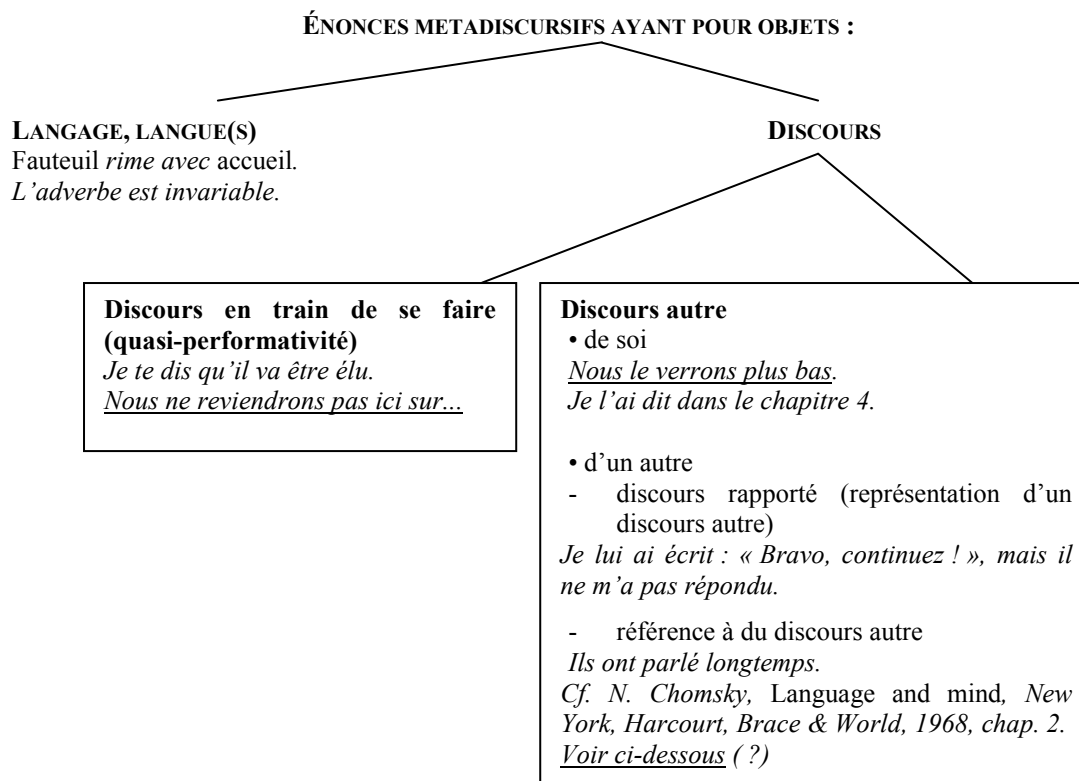 ÉNONCES METADISCURSIFS AYANT POUR OBJETS :
LANGAGE, LANGUE(S)
Fauteuil rime avec accueil.
L’adverbe est invariable.
DISCOURS
Discours en train de se faire
(quasi-performativité)
Je te dis qu’il va être élu.
Nous ne reviendrons pas ici sur…
Discours autre
• de soi
Nous le verrons plus bas.
Je l’ai dit dans le chapitre 4.
• d’un autre
- discours rapporté (représentation d’un
discours autre)
Je lui ai écrit : « Bravo, continuez ! », mais il
ne m’a pas répondu.
- référence à du discours autre
Ils ont parlé longtemps.
Cf. N. Chomsky, Language and mind, New
York, Harcourt, Brace & World, 1968, chap. 2.
Voir ci-dessous ( ?)